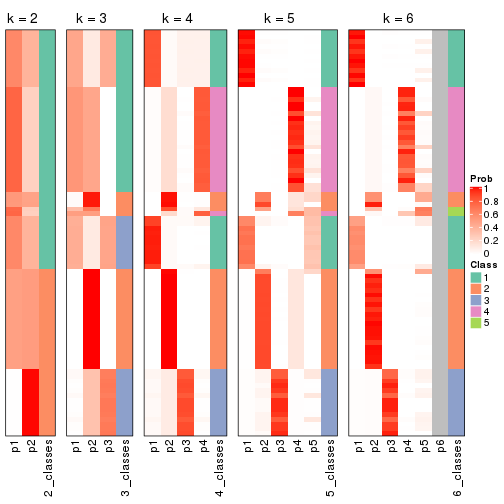 k = 2
k = 3
k = 4
k = 5
k = 6
Prob
1
0.8
0.6
0.4
0.2
0
Class
1
2
3
4
5
p1
p2
2_classes
p1
p2
p3
3_classes
p1
p2
p3
p4
4_classes
p1
p2
p3
p4
p5
5_classes
p1
p2
p3
p4
p5
p6
6_classes